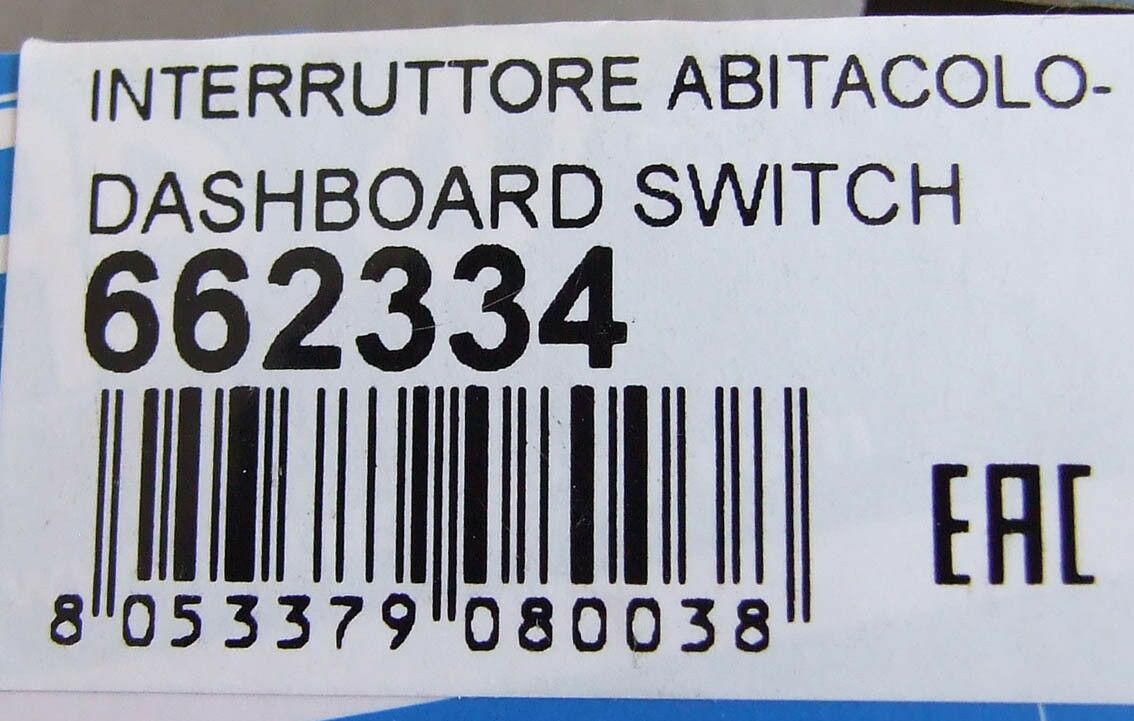 INTERRUTTORE ABITACOLO-
DASHBOARD SWITCH
662334
EAC
8 053379 080038